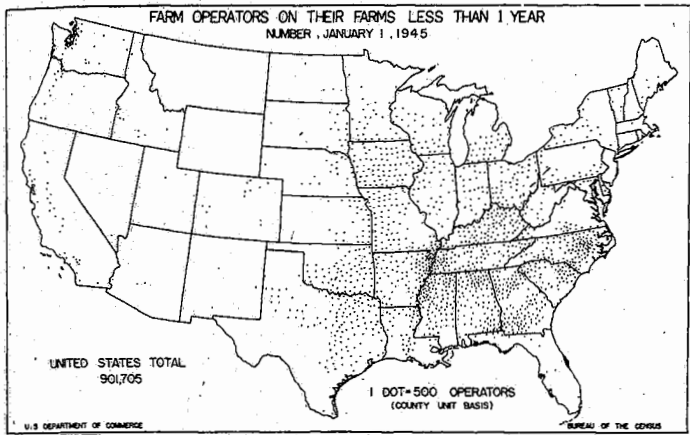 FARM OPERATORS ON THEIR FARMS LESS THAN 1 YEAR
NUMBER, JANUARY 1, 1945
UNITED STATES TOTAL
901,705
1 DOT=500 OPERATORS
(COUNTY UNIT BASIS)
U.S DEPARTMENT OF COMMERCE
BUREAU OF THE CENSUS